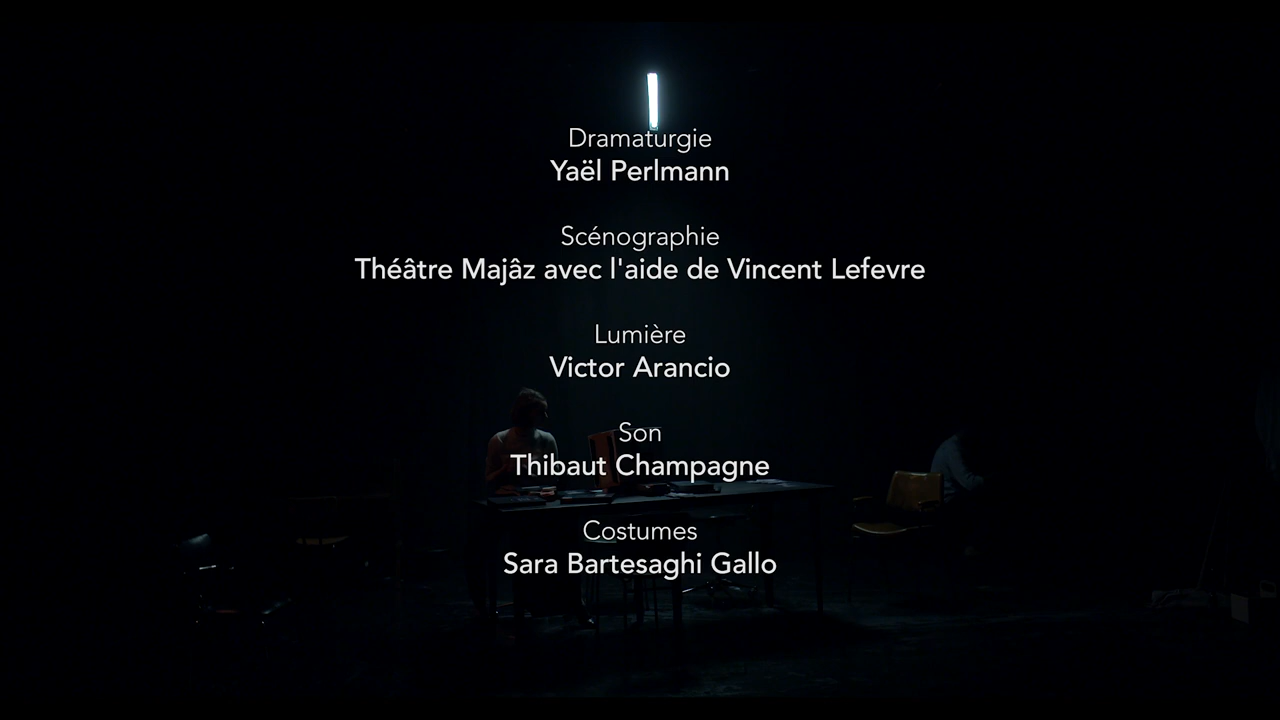 Dramaturgie
Yaël Perlmann
Scénographie
Théâtre Majâz avec l'aide de Vincent Lefevre
Lumière
Victor Arancio
Son
Thibaut Champagne
Costumes
Sara Bartesaghi Gallo